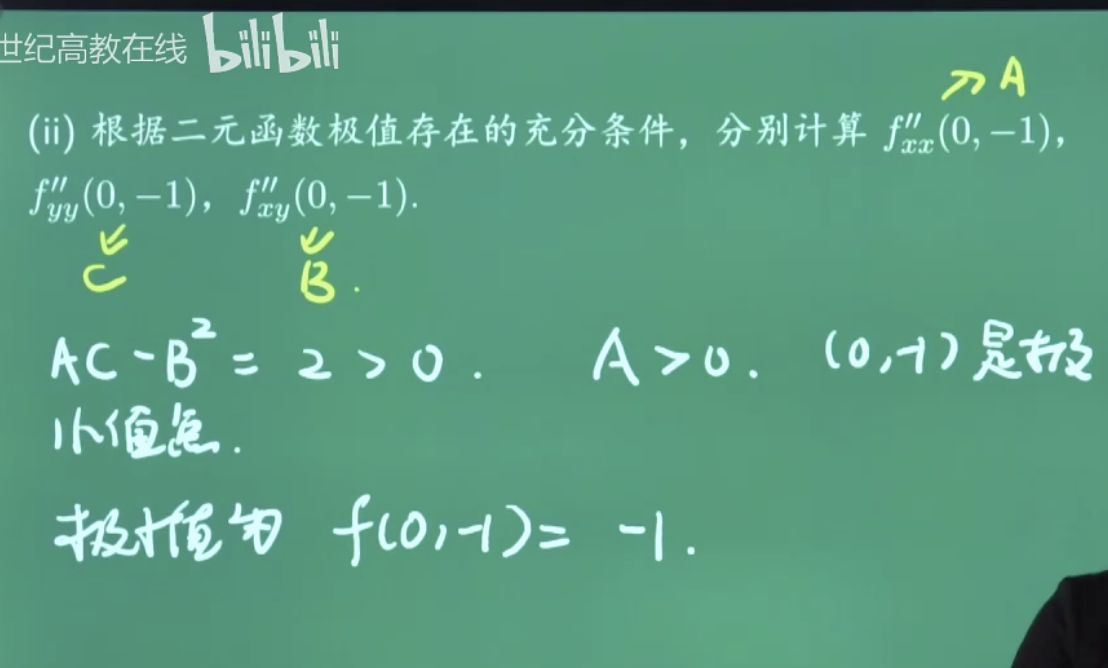 世纪高教在线 bilibili
A
(ii) 根据二元函数极值存在的充分条件，分别计算 f''xx(0, −1),
f''yy(0, −1), f''xy(0, −1).
C B.
AC − B² = 2 > 0. A > 0. (0, −1) 是极
小值点.
极小值为 f(0, −1) = −1.